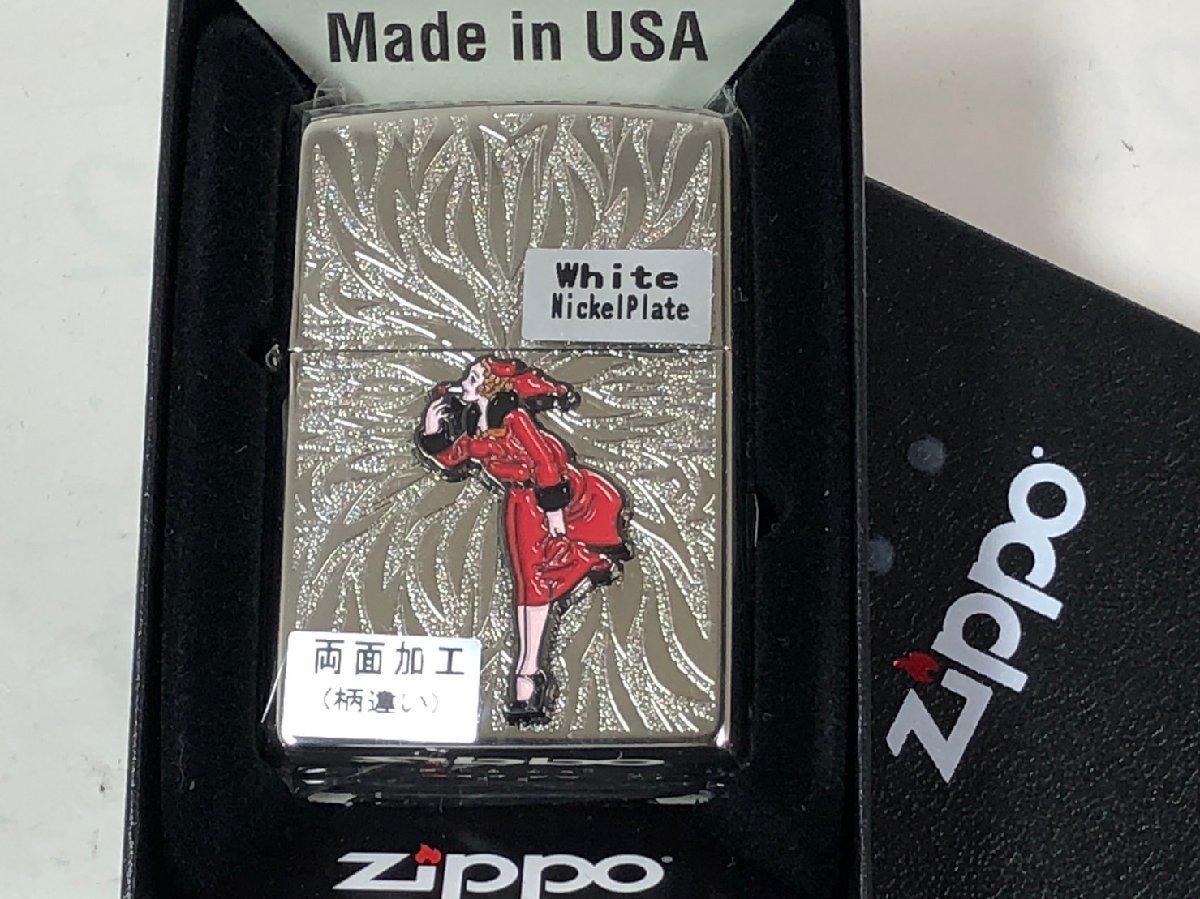 Made in USA
White
NickelPlate
両面加工
(柄違い)
zippo
zippo